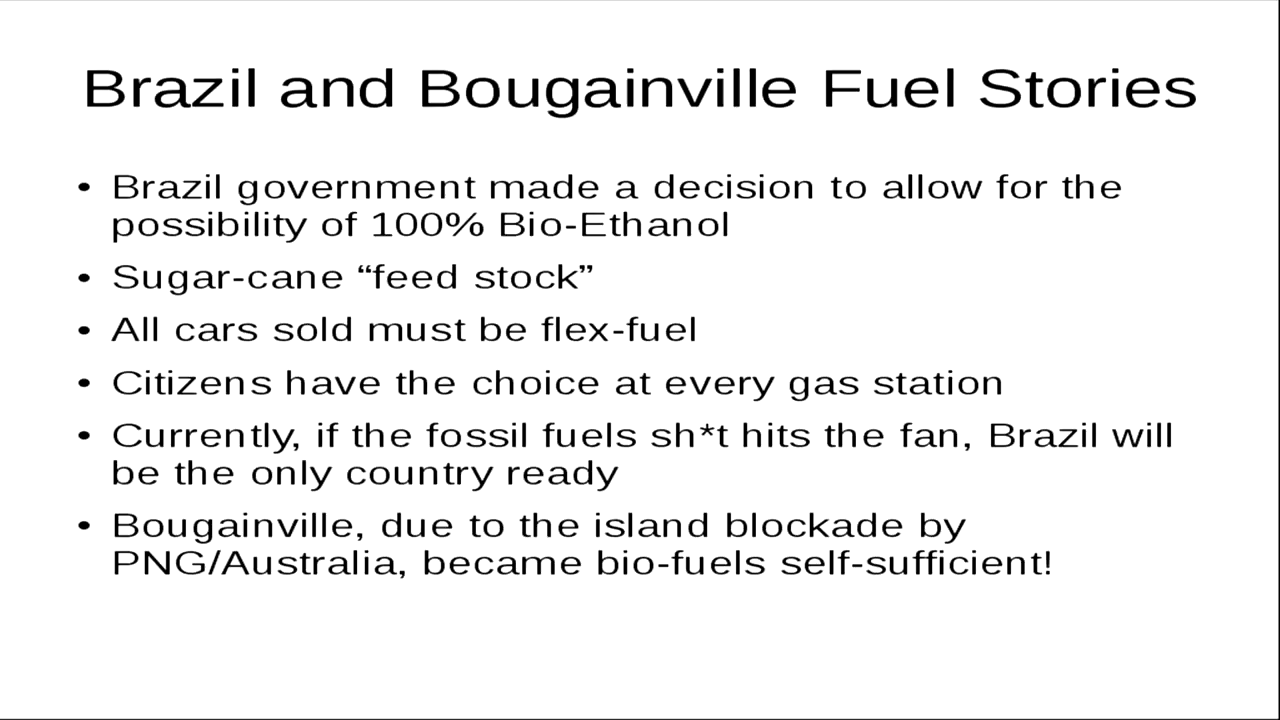 Brazil and Bougainville Fuel Stories
• Brazil government made a decision to allow for the
possibility of 100% Bio-Ethanol
• Sugar-cane “feed stock”
• All cars sold must be flex-fuel
• Citizens have the choice at every gas station
• Currently, if the fossil fuels sh*t hits the fan, Brazil will
be the only country ready
• Bougainville, due to the island blockade by
PNG/Australia, became bio-fuels self-sufficient!